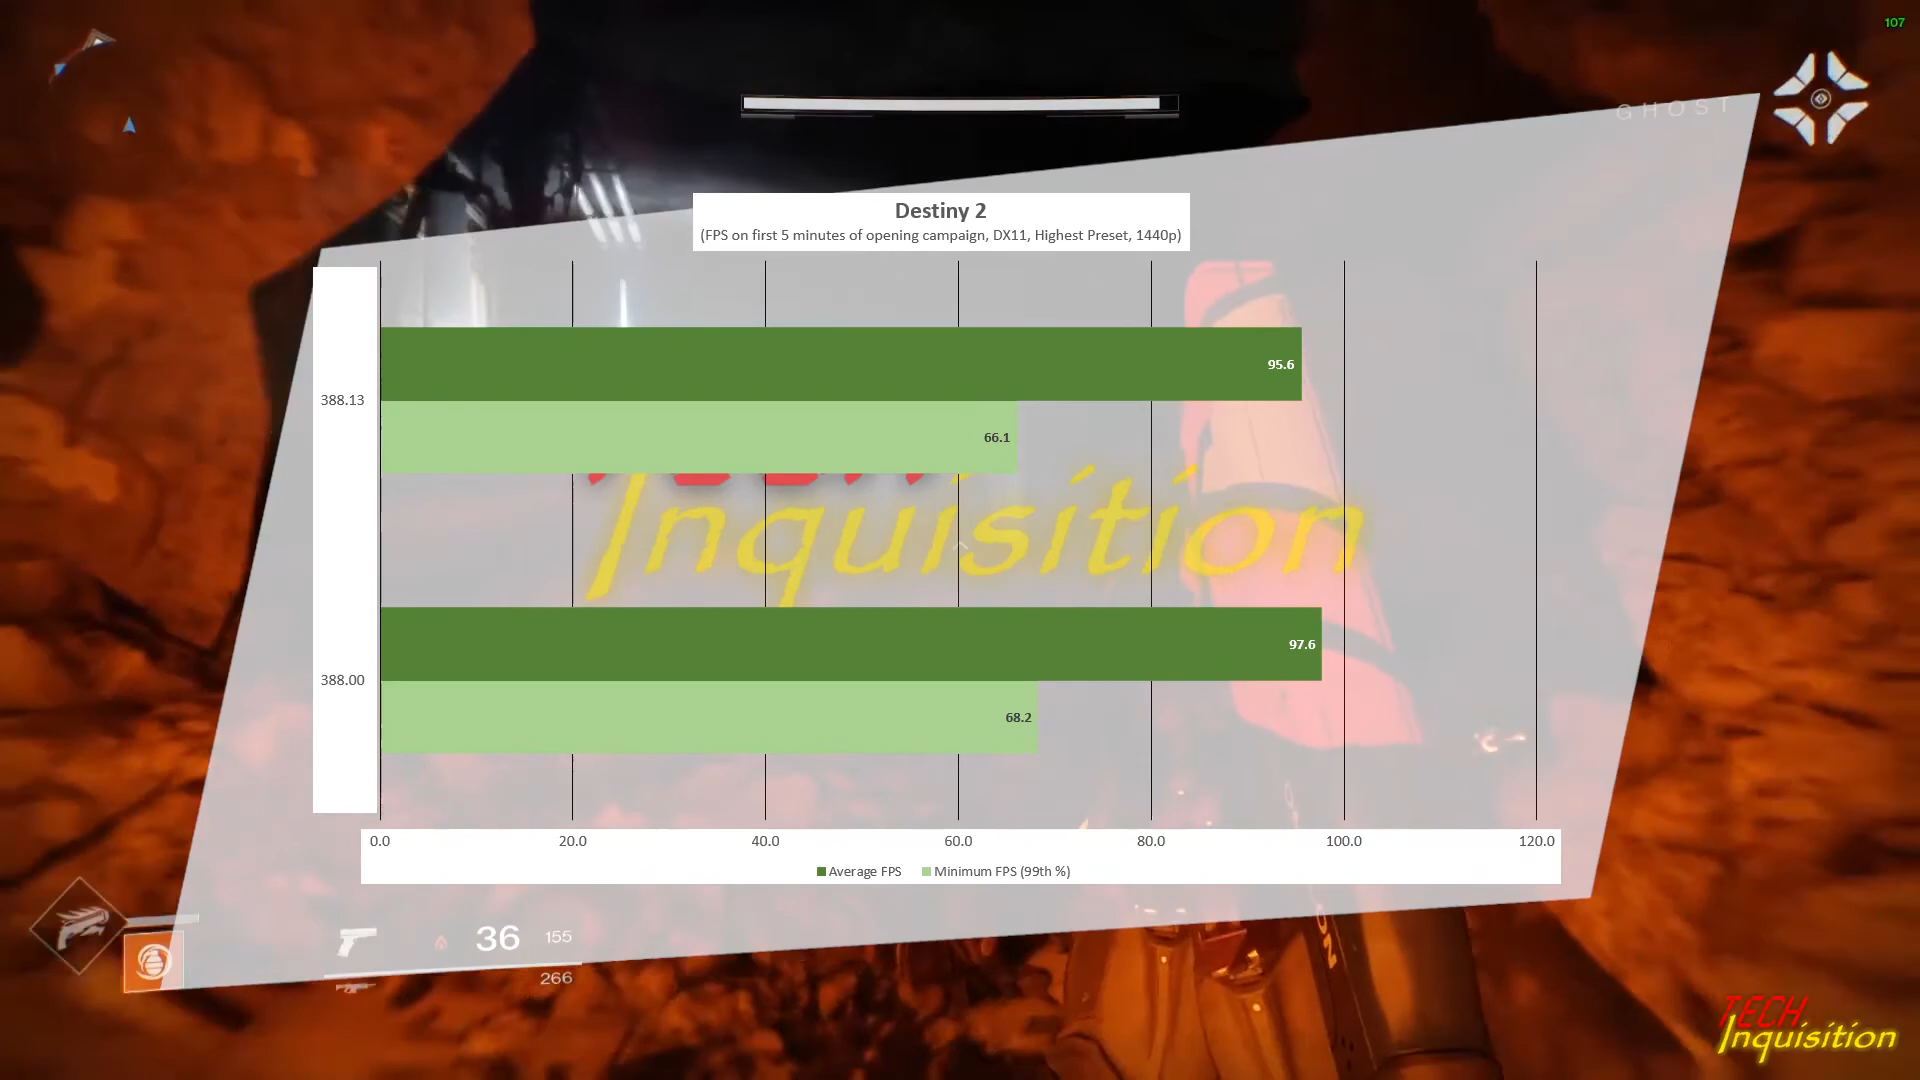 107
GHOST
Destiny 2
(FPS on first 5 minutes of opening campaign, DX11, Highest Preset, 1440p)
388.13
95.6
66.1
Inquisition
388.00
97.6
68.2
0.0 20.0 40.0 60.0 80.0 100.0 120.0
Average FPS Minimum FPS (99th %)
36 155
266
TECH
Inquisition